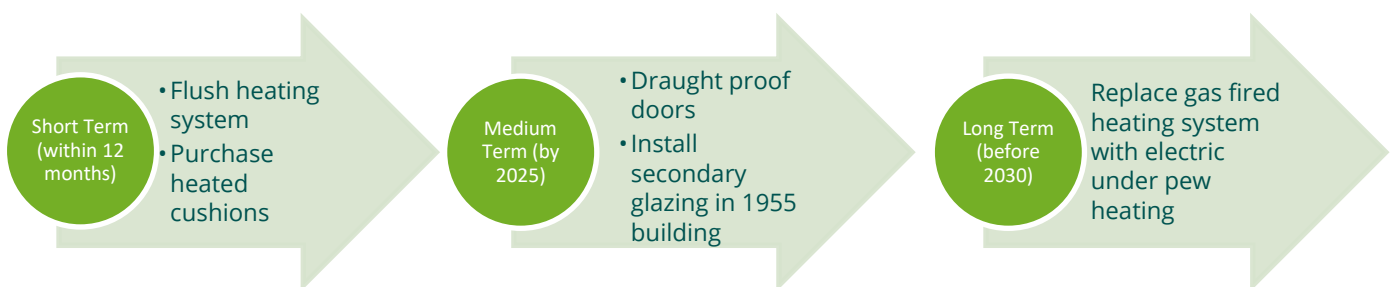 Short Term
(within 12
months)
•Flush heating
system
•Purchase
heated
cushions
Medium
Term (by
2025)
•Draught proof
doors
•Install
secondary
glazing in 1955
building
Long Term
(before
2030)
Replace gas fired
heating system
with electric
under pew
heating